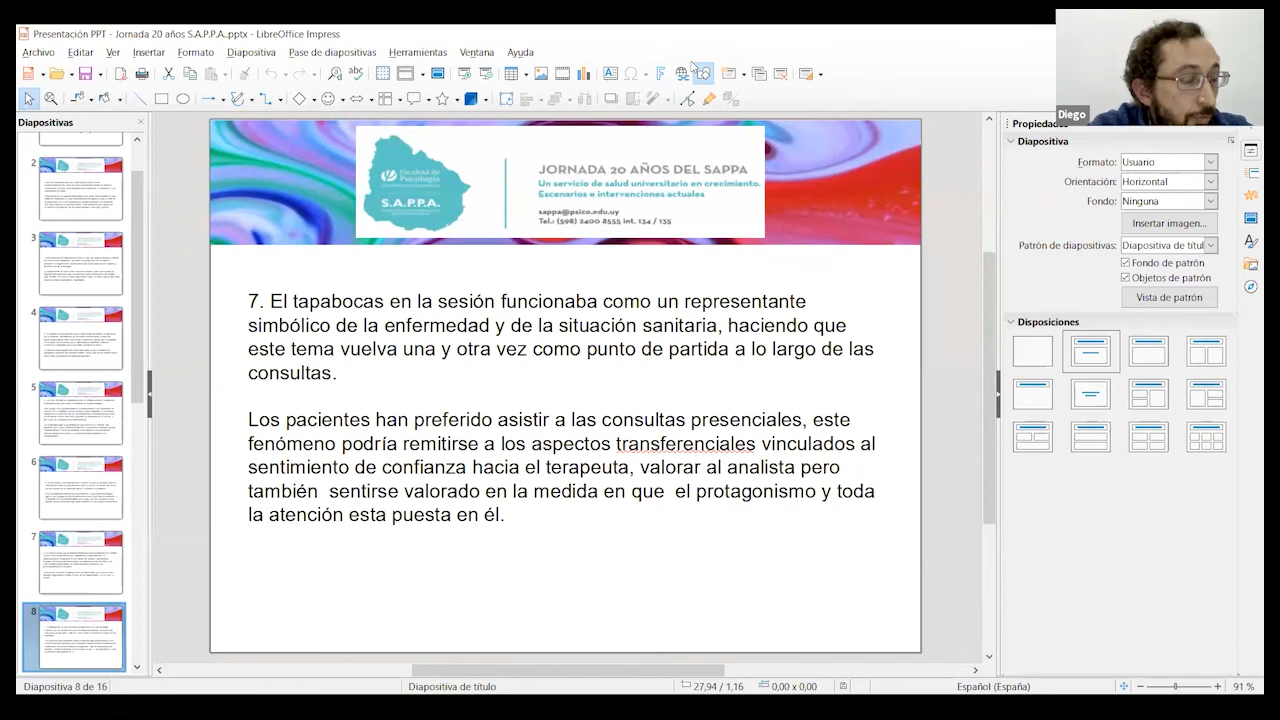 Presentación PPT - Jornada 20 años S.A.P.P.A..pptx - LibreOffice Impress
Archivo Editar Ver Insertar Formato Diapositiva Pase de diapositivas Herramientas Ventana Ayuda
Diego
Diapositivas
2
3
4
5
6
7
8
Facultad de
Psicología
S.A.P.P.A.
JORNADA 20 AÑOS DEL SAPPA
Un servicio de salud universitario en crecimiento.
Escenarios e intervenciones actuales
sappa@psico.edu.uy
Tel.: (598) 2400 8555 int. 134 / 135
7. El tapabocas en la sesión funcionaba como un representante
simbólico de la enfermedad y de la situación sanitaria, haciendo que
este tema vuelva una y otra vez como punto de partida a lo largo de las
consultas.
Los pacientes han preferido asistir a las consultas presenciales, este
fenómeno podría remitirse a los aspectos transferenciales vinculados al
sentimiento de confianza hacia el terapeuta, valorar al analista pero
también ser valorado en la medida en que el protagonismo y toda
la atención esta puesta en él.
Propiedades
Diapositiva
Formato: Usuario
Orientación: Horizontal
Fondo: Ninguna
Insertar imagen...
Patrón de diapositivas: Diapositiva de títul
Fondo de patrón
Objetos de patrón
Vista de patrón
Disposiciones
Diapositiva 8 de 16
Diapositiva de título
27,94 / 1,16
0,00 x 0,00
Español (España)
91 %